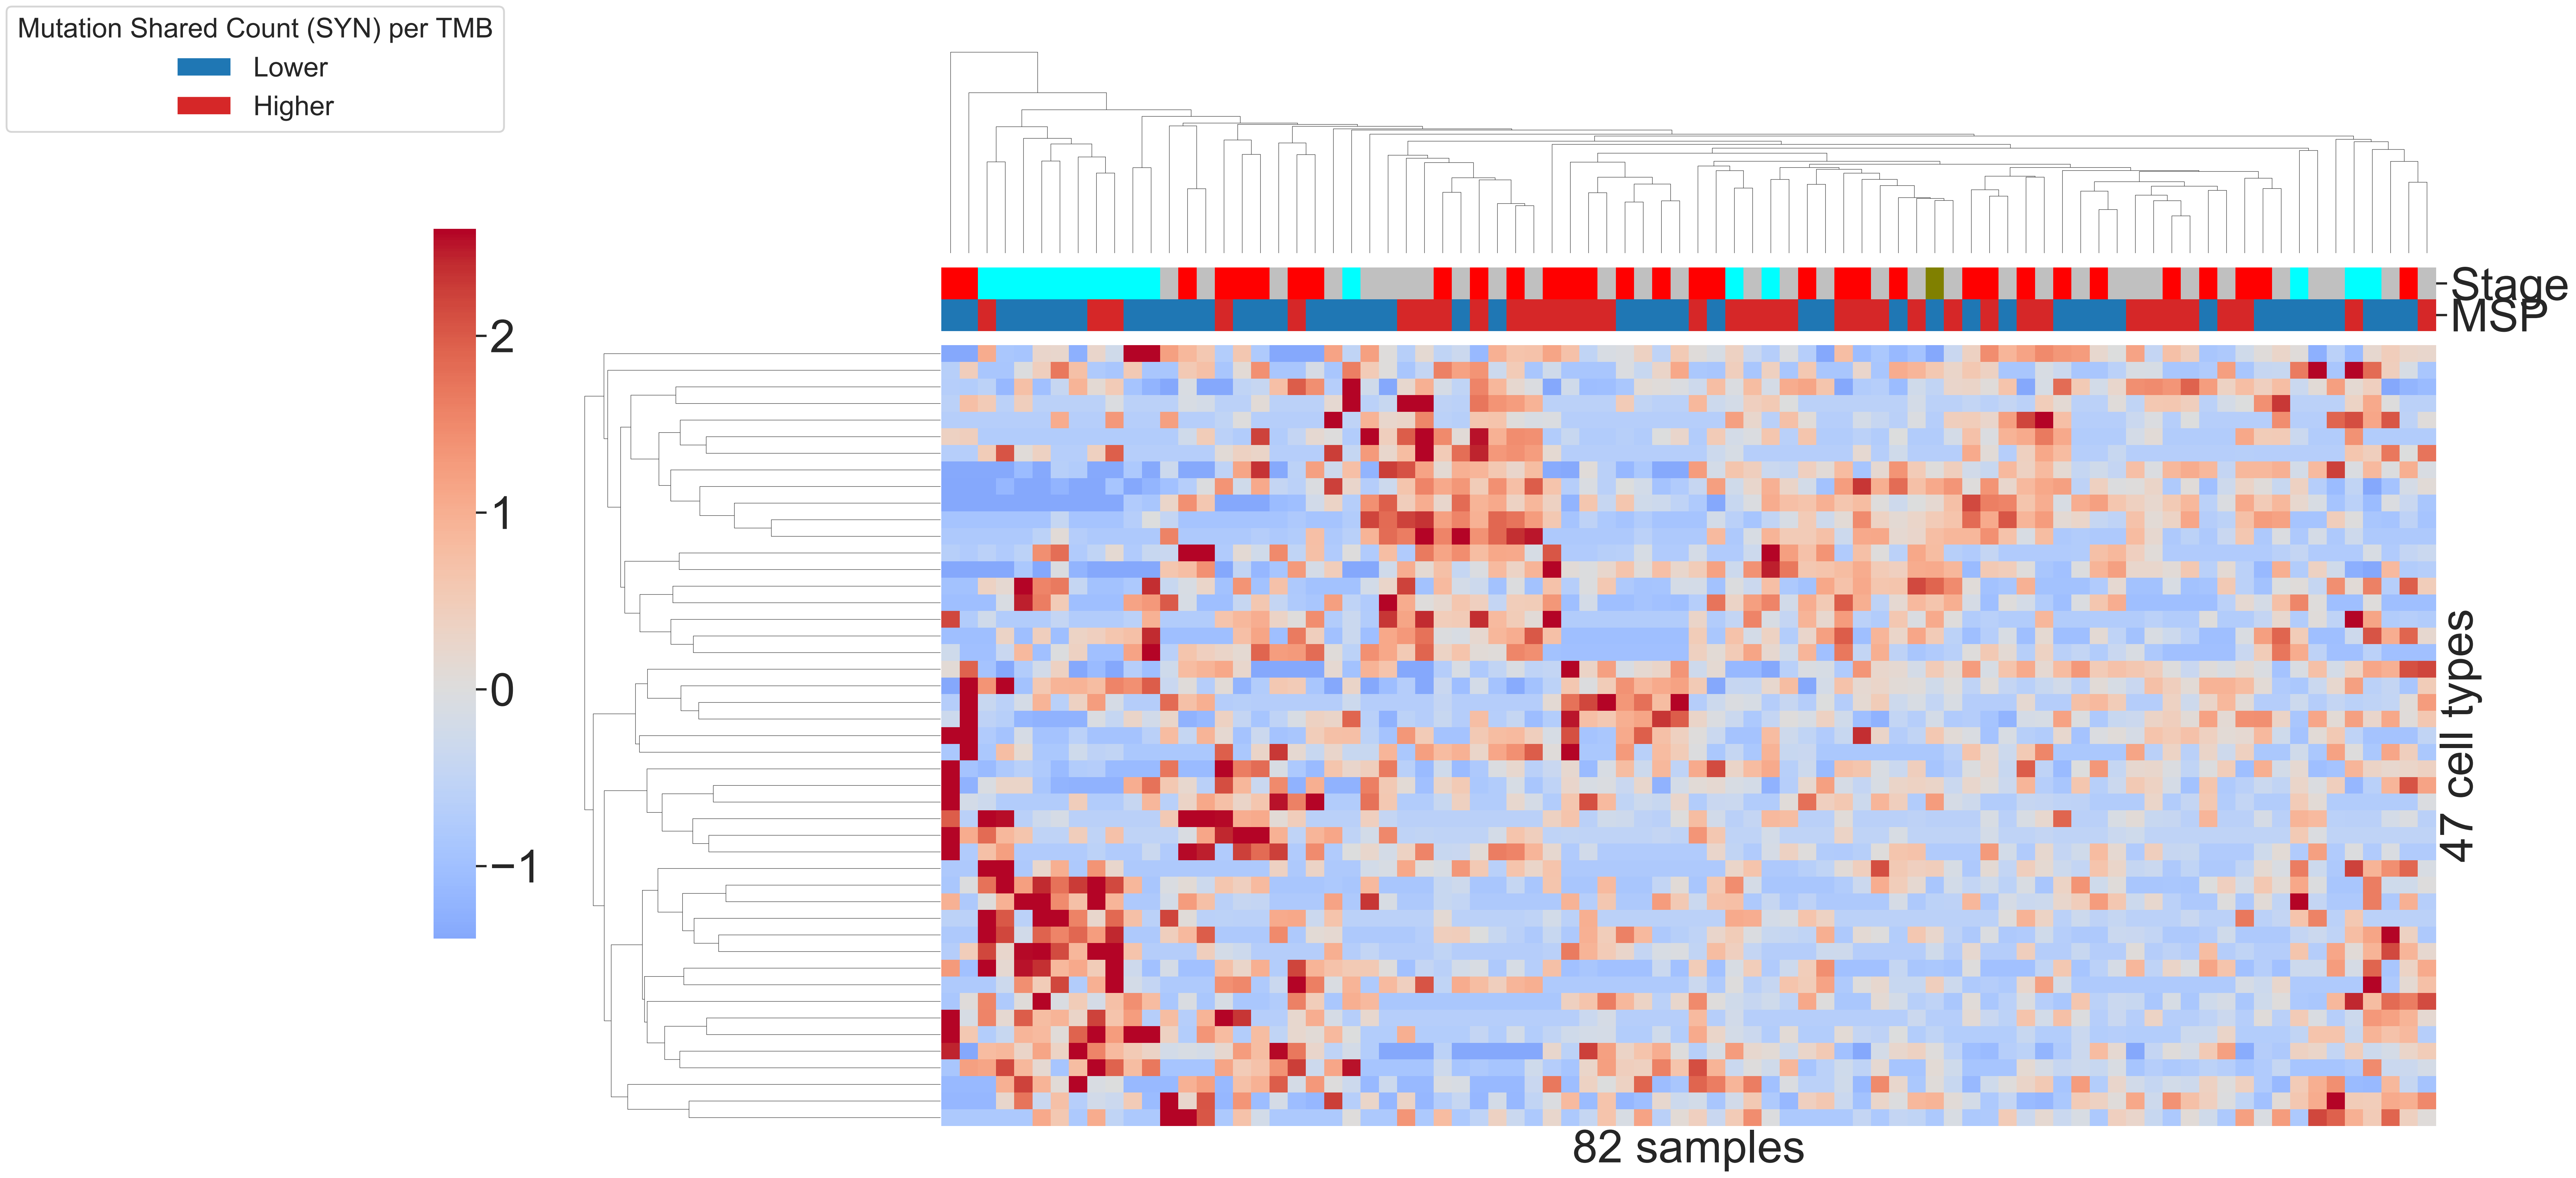 Mutation Shared Count (SYN) per TMB
Lower
Higher
2
1
0
−1
Stage
MSP
47 cell types
82 samples